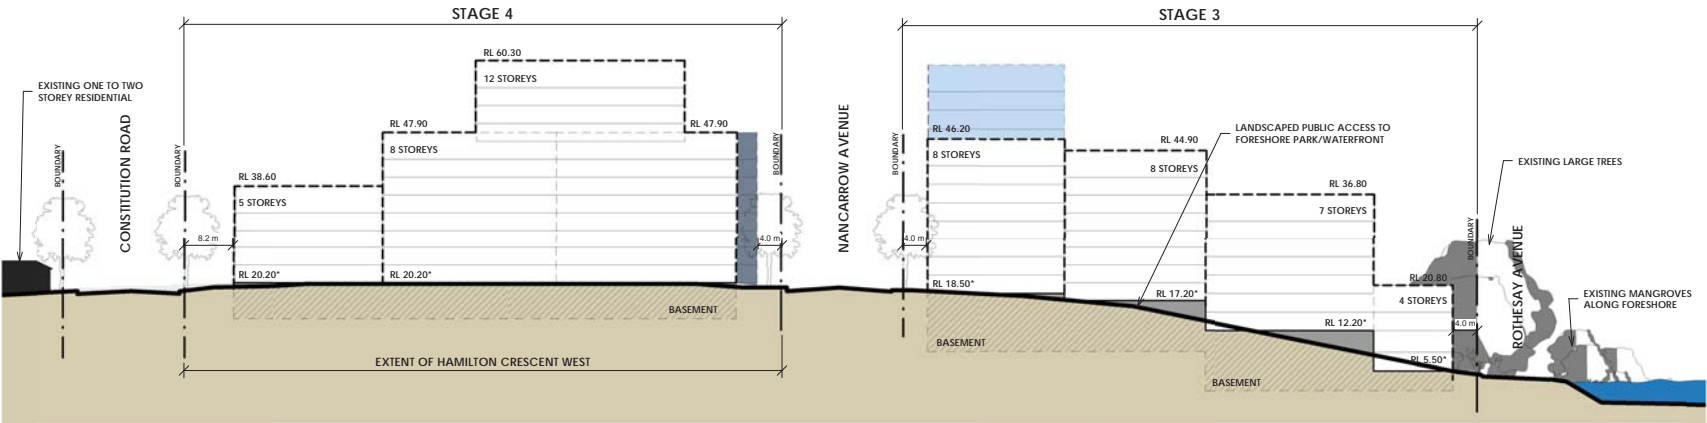 STAGE 4
STAGE 3
RL 60.30
12 STOREYS
EXISTING ONE TO TWO
STOREY RESIDENTIAL
CONSTITUTION ROAD
BOUNDARY
BOUNDARY
RL 47.90
RL 47.90
8 STOREYS
RL 38.60
5 STOREYS
8.2 m
4.0 m
RL 20.20*
RL 20.20*
BASEMENT
EXTENT OF HAMILTON CRESCENT WEST
BOUNDARY
NANCARROW AVENUE
BOUNDARY
4.0 m
RL 46.20
8 STOREYS
RL 44.90
8 STOREYS
LANDSCAPED PUBLIC ACCESS TO
FORESHORE PARK/WATERFRONT
RL 36.80
7 STOREYS
RL 18.50*
RL 17.20*
RL 12.20*
RL 20.80
4 STOREYS
4.0 m
RL 5.50*
BASEMENT
BASEMENT
BOUNDARY
EXISTING LARGE TREES
ROTHESAY AVENUE
EXISTING MANGROVES
ALONG FORESHORE